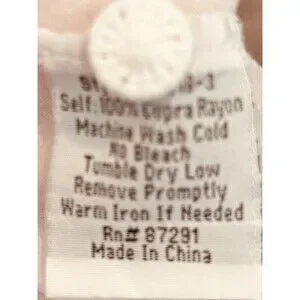 Self: 100% Cupra Rayon
Machine Wash Cold
No Bleach
Tumble Dry Low
Remove Promptly
Warm Iron If Needed
Rn# 87291
Made In China